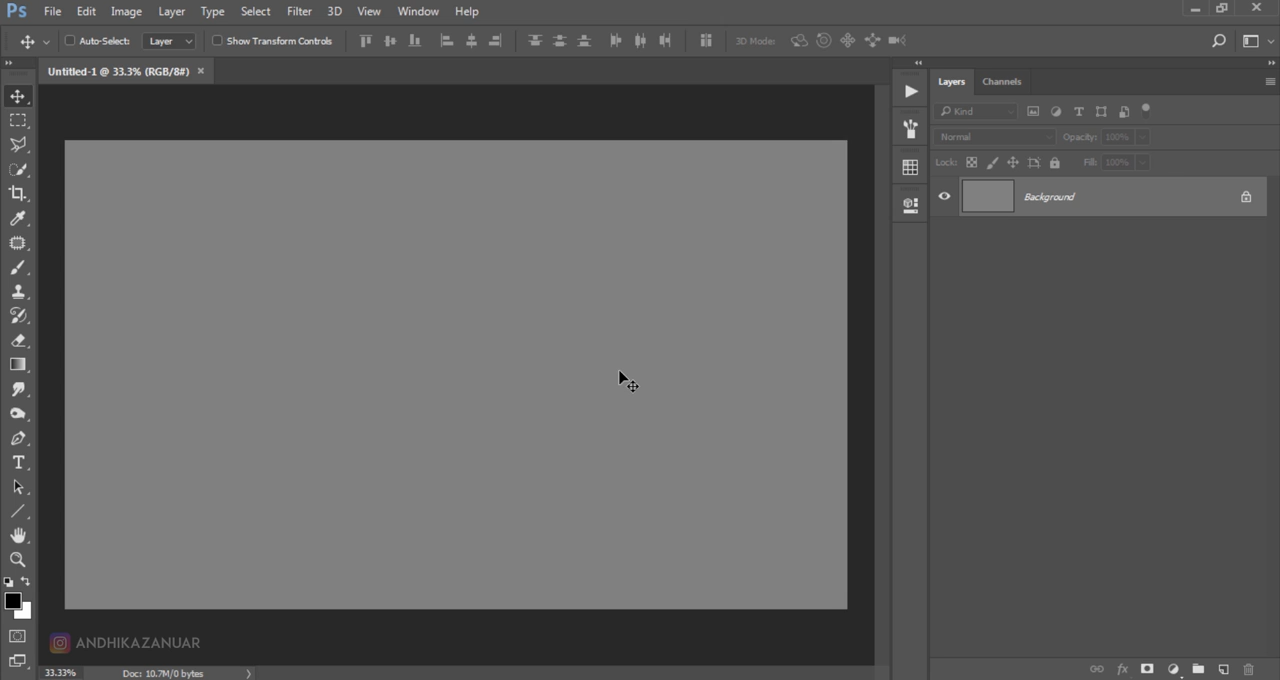 Ps File Edit Image Layer Type Select Filter 3D View Window Help
Auto-Select: Layer Show Transform Controls 3D Mode:
Untitled-1 @ 33.3% (RGB/8#) ×
Layers Channels
Kind
Normal Opacity: 100%
Lock: Fill: 100%
Background
ANDHIKAZANUAR
33.33% Doc: 10.7M/0 bytes